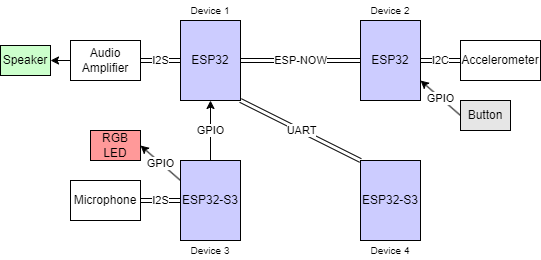 Device 1
Device 2
Speaker
Audio
Amplifier
I2S
ESP32
ESP-NOW
ESP32
I2C
Accelerometer
GPIO
Button
GPIO
UART
RGB
LED
GPIO
Microphone
I2S
ESP32-S3
ESP32-S3
Device 3
Device 4